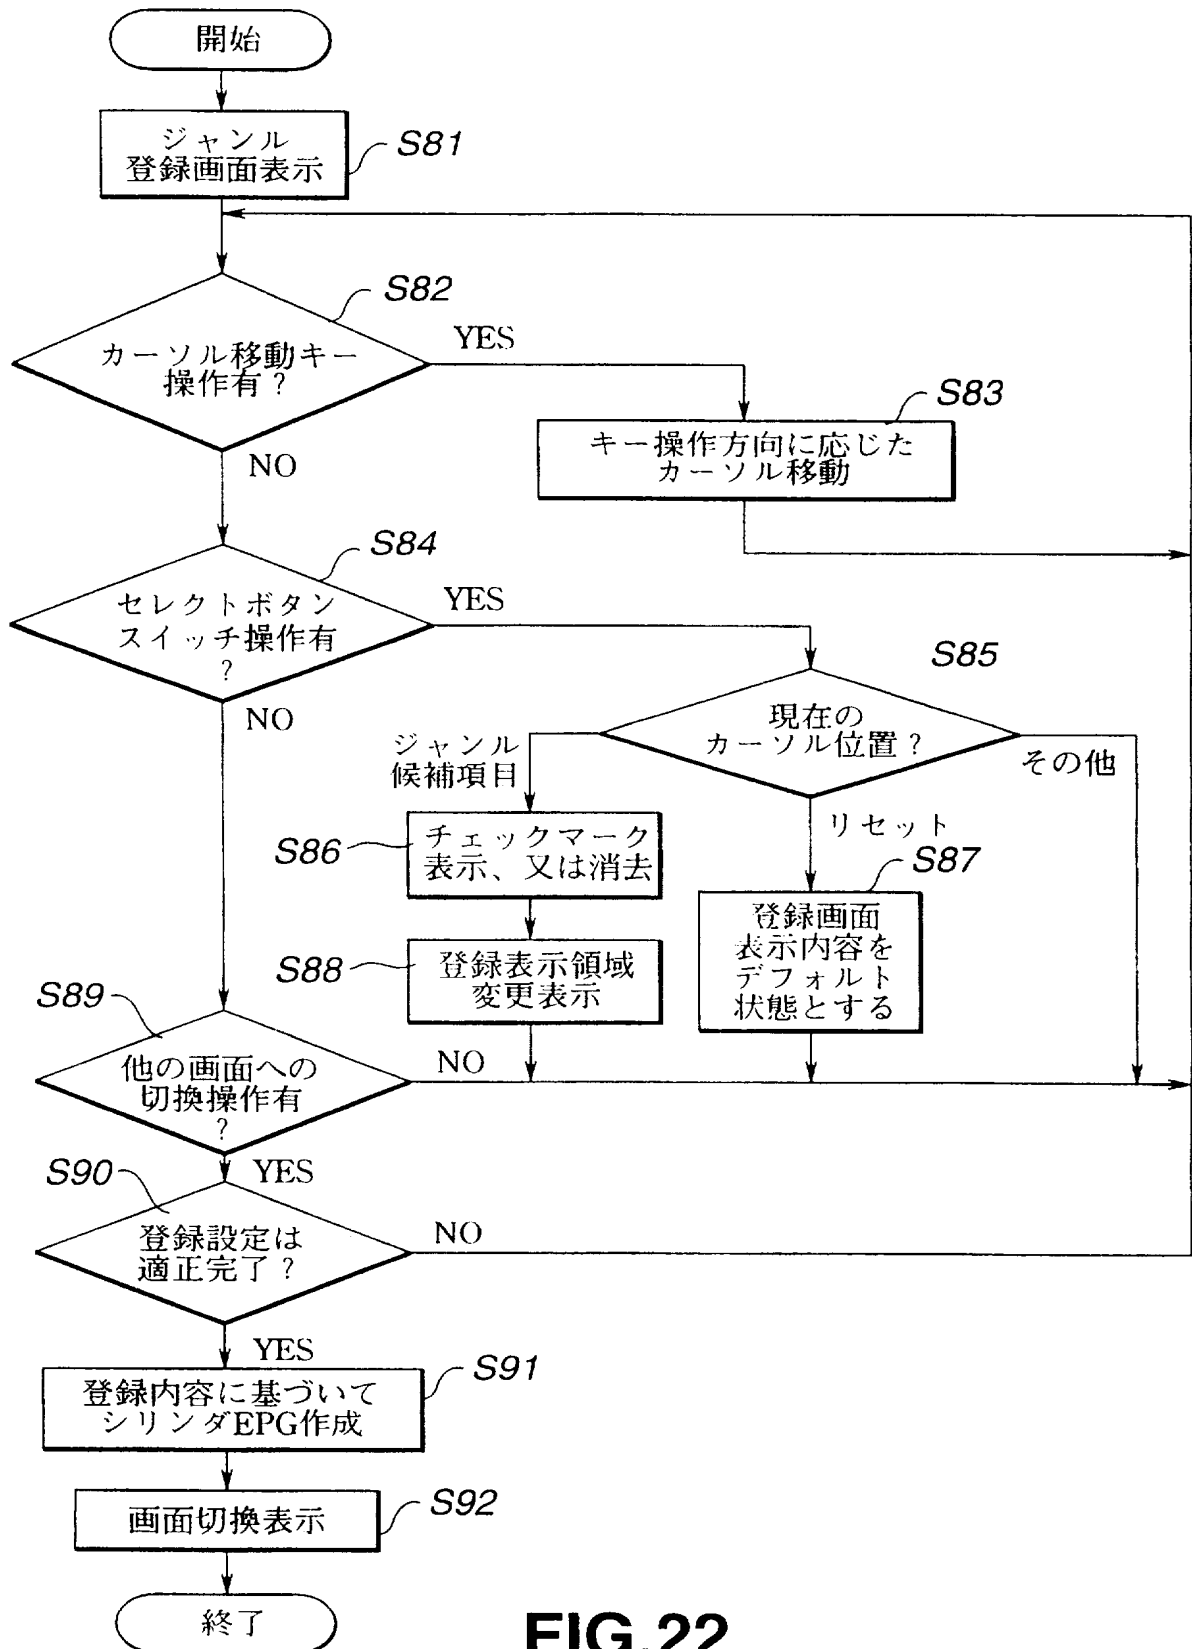 開始
ジャンル
登録画面表示
S81
S82
カーソル移動キー
操作有?
YES
NO
S83
キー操作方向に応じた
カーソル移動
S84
セレクトボタン
スイッチ操作有
?
YES
NO
S85
現在の
カーソル位置?
ジャンル
候補項目
その他
リセット
S86
チェックマーク
表示、又は消去
S87
登録画面
表示内容を
デフォルト
状態とする
S88
登録表示領域
変更表示
S89
他の画面への
切換操作有
?
NO
YES
S90
登録設定は
適正完了?
NO
YES
S91
登録内容に基づいて
シリンダEPG作成
S92
画面切換表示
終了
FIG.22